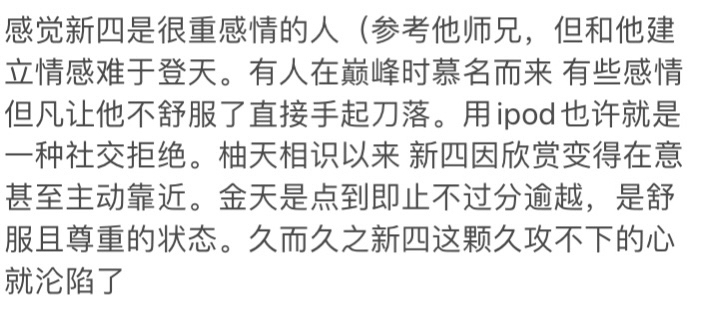 感觉新四是很重感情的人（参考他师兄，但和他建
立情感难于登天。有人在巅峰时慕名而来 有些感情
但凡让他不舒服了直接手起刀落。用ipod也许就是
一种社交拒绝。柚天相识以来 新四因欣赏变得在意
甚至主动靠近。金天是点到即止不过分逾越，是舒
服且尊重的状态。久而久之新四这颗久攻不下的心
就沦陷了